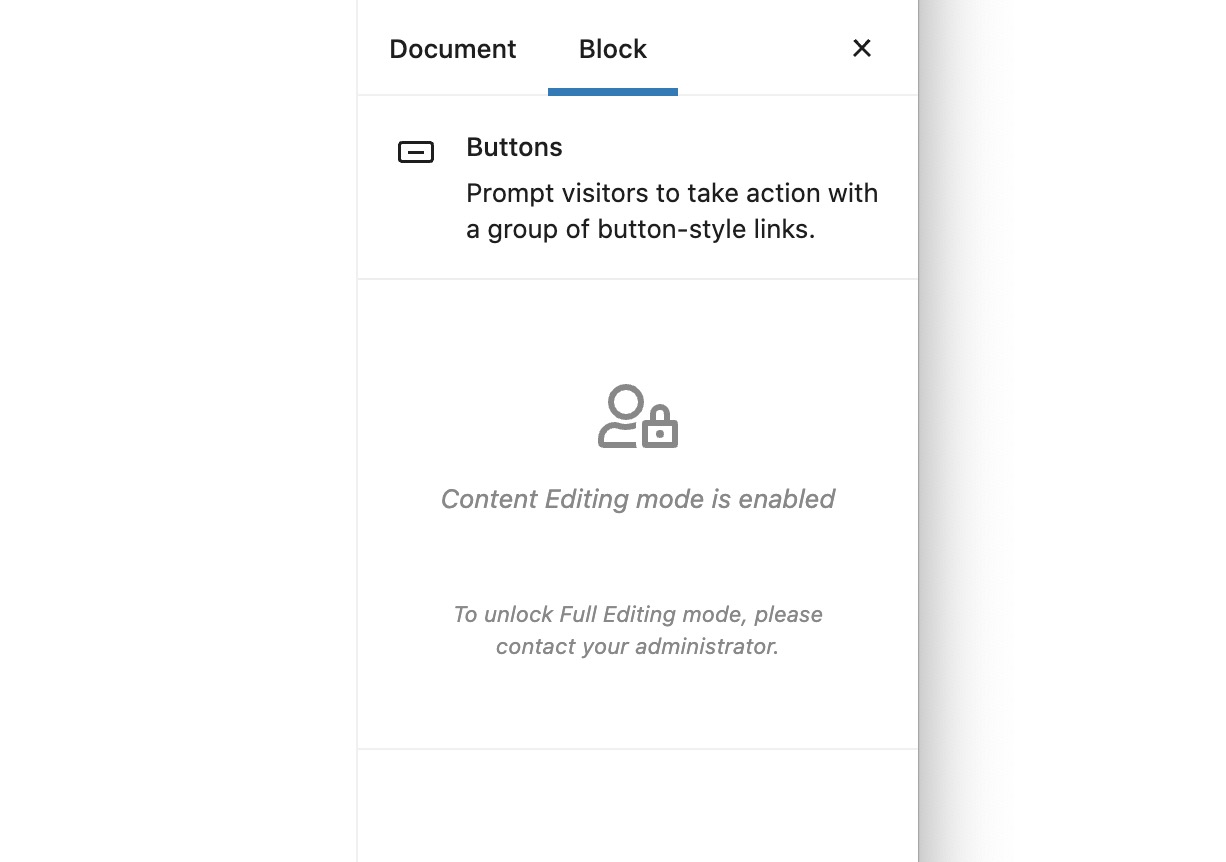 Document Block ✕
Buttons
Prompt visitors to take action with
a group of button-style links.
Content Editing mode is enabled
To unlock Full Editing mode, please
contact your administrator.